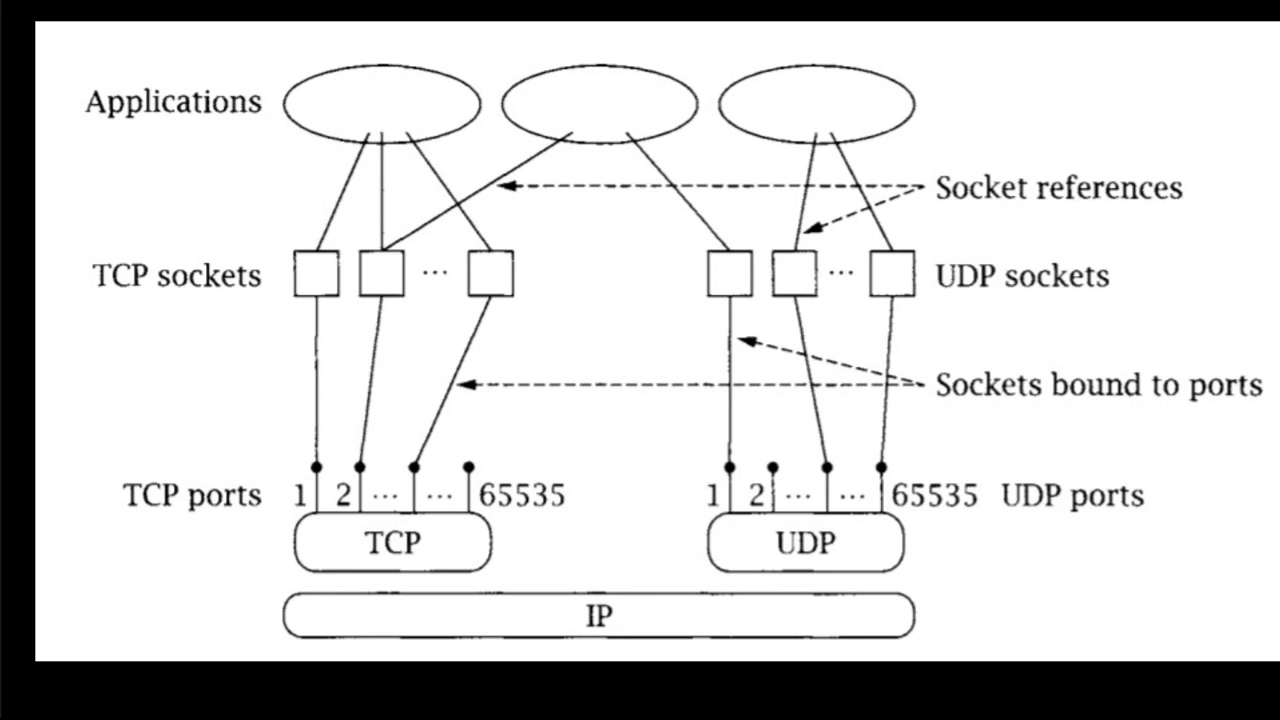 Applications
Socket references
TCP sockets
...
...
UDP sockets
Sockets bound to ports
TCP ports 1 2 ... ... 65535
1 2 ... ... 65535 UDP ports
TCP
UDP
IP